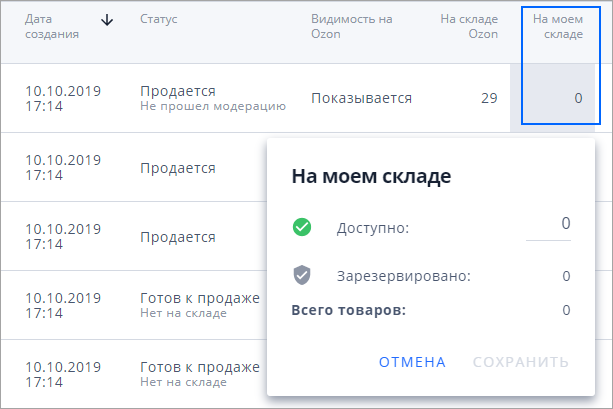 Дата создания
Статус
Видимость на Ozon
На складе Ozon
На моем складе
10.10.2019 17:14
Продается
Не прошел модерацию
Показывается
29
0
10.10.2019 17:14
Продается
10.10.2019 17:14
Продается
10.10.2019 17:14
Готов к продаже
Нет на складе
10.10.2019 17:14
Готов к продаже
Нет на складе
На моем складе
Доступно:
0
Зарезервировано:
0
Всего товаров:
0
ОТМЕНА
СОХРАНИТЬ